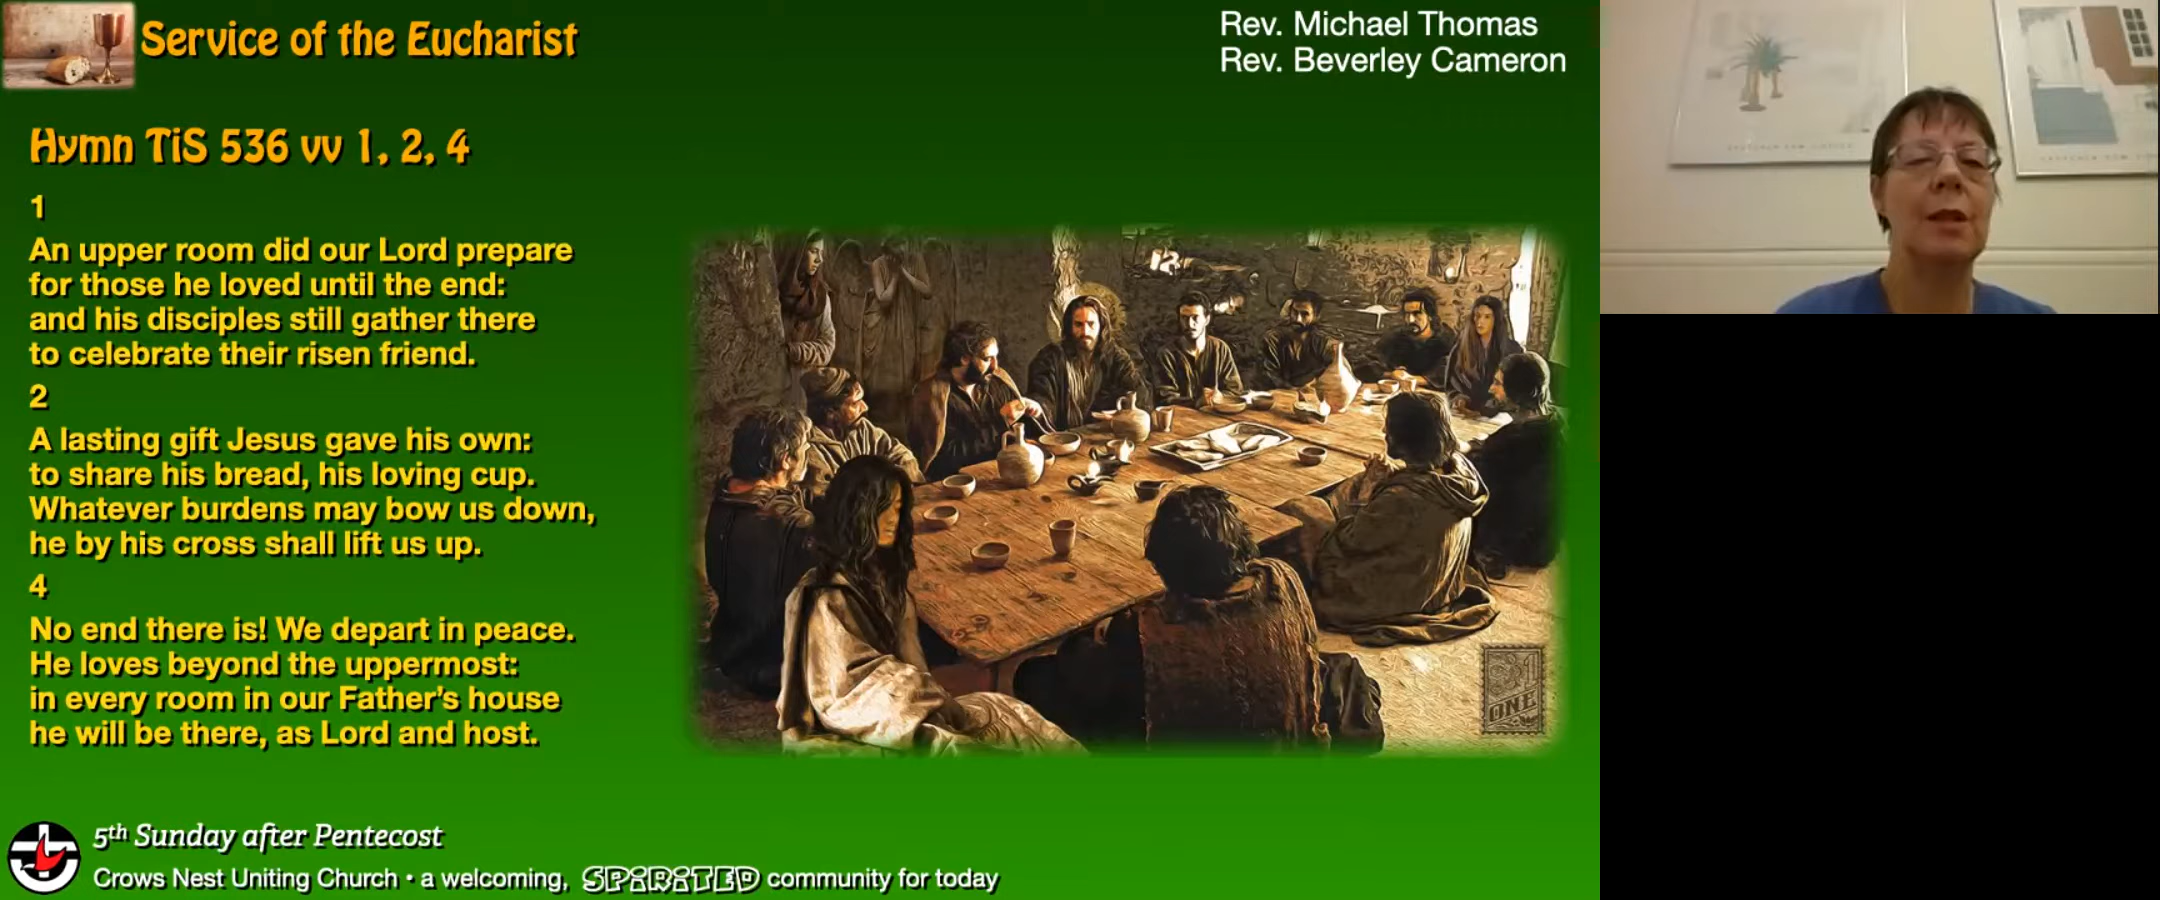 Service of the Eucharist
Rev. Michael Thomas
Rev. Beverley Cameron
Hymn TiS 536 vv 1, 2, 4
1
An upper room did our Lord prepare
for those he loved until the end:
and his disciples still gather there
to celebrate their risen friend.
2
A lasting gift Jesus gave his own:
to share his bread, his loving cup.
Whatever burdens may bow us down,
he by his cross shall lift us up.
4
No end there is! We depart in peace.
He loves beyond the uppermost:
in every room in our Father’s house
he will be there, as Lord and host.
ONE
5th Sunday after Pentecost
Crows Nest Uniting Church • a welcoming, SPiRiTED community for today